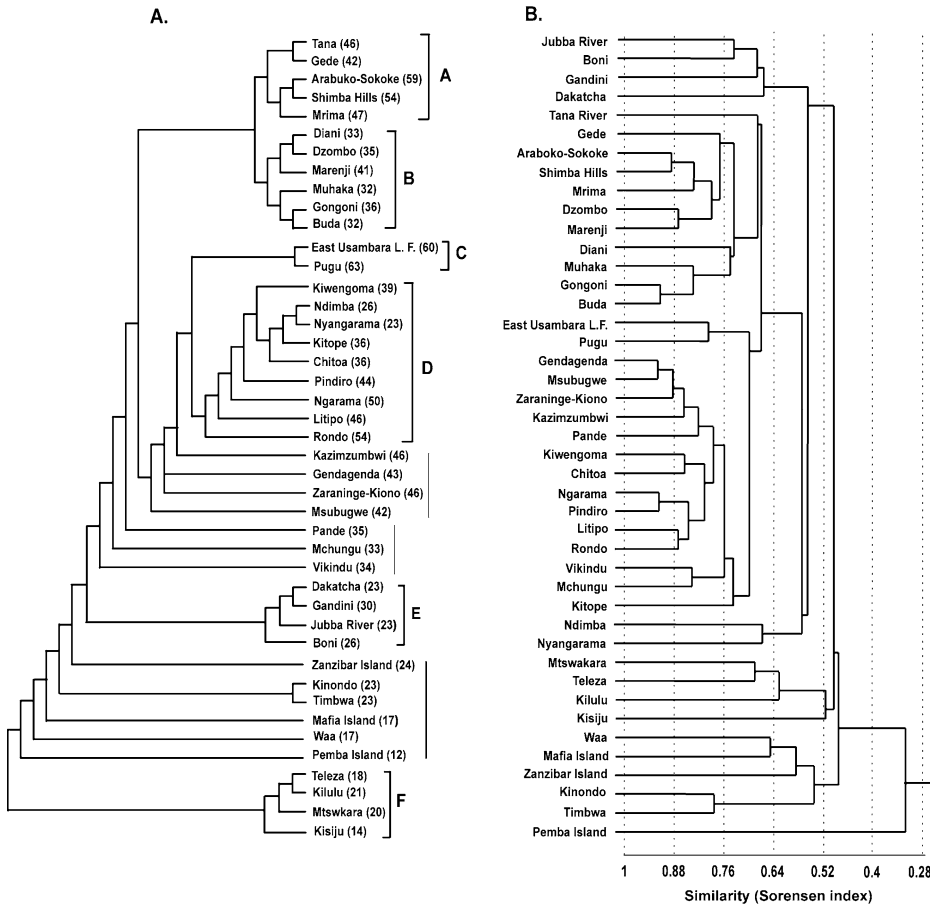 A.
Tana (46)
Gede (42)
Arabuko-Sokoke (59)
Shimba Hills (54)
Mrima (47)
A
Diani (33)
Dzombo (35)
Marenji (41)
Muhaka (32)
Gongoni (36)
Buda (32)
B
East Usambara L. F. (60)
Pugu (63)
C
Kiwengoma (39)
Ndimba (26)
Nyangarama (23)
Kitope (36)
Chitoa (36)
Pindiro (44)
Ngarama (50)
Litipo (46)
Rondo (54)
D
Kazimzumbwi (46)
Gendagenda (43)
Zaraninge-Kiono (46)
Msubugwe (42)
Pande (35)
Mchungu (33)
Vikindu (34)
Dakatcha (23)
Gandini (30)
Jubba River (23)
Boni (26)
E
Zanzibar Island (24)
Kinondo (23)
Timbwa (23)
Mafia Island (17)
Waa (17)
Pemba Island (12)
Teleza (18)
Kilulu (21)
Mtswkara (20)
Kisiju (14)
F
B.
Jubba River
Boni
Gandini
Dakatcha
Tana River
Gede
Araboko-Sokoke
Shimba Hills
Mrima
Dzombo
Marenji
Diani
Muhaka
Gongoni
Buda
East Usambara L.F.
Pugu
Gendagenda
Msubugwe
Zaraninge-Kiono
Kazimzumbwi
Pande
Kiwengoma
Chitoa
Ngarama
Pindiro
Litipo
Rondo
Vikindu
Mchungu
Kitope
Ndimba
Nyangarama
Mtswakara
Teleza
Kilulu
Kisiju
Waa
Mafia Island
Zanzibar Island
Kinondo
Timbwa
Pemba Island
1 0.88 0.76 0.64 0.52 0.4 0.28
Similarity (Sorensen index)